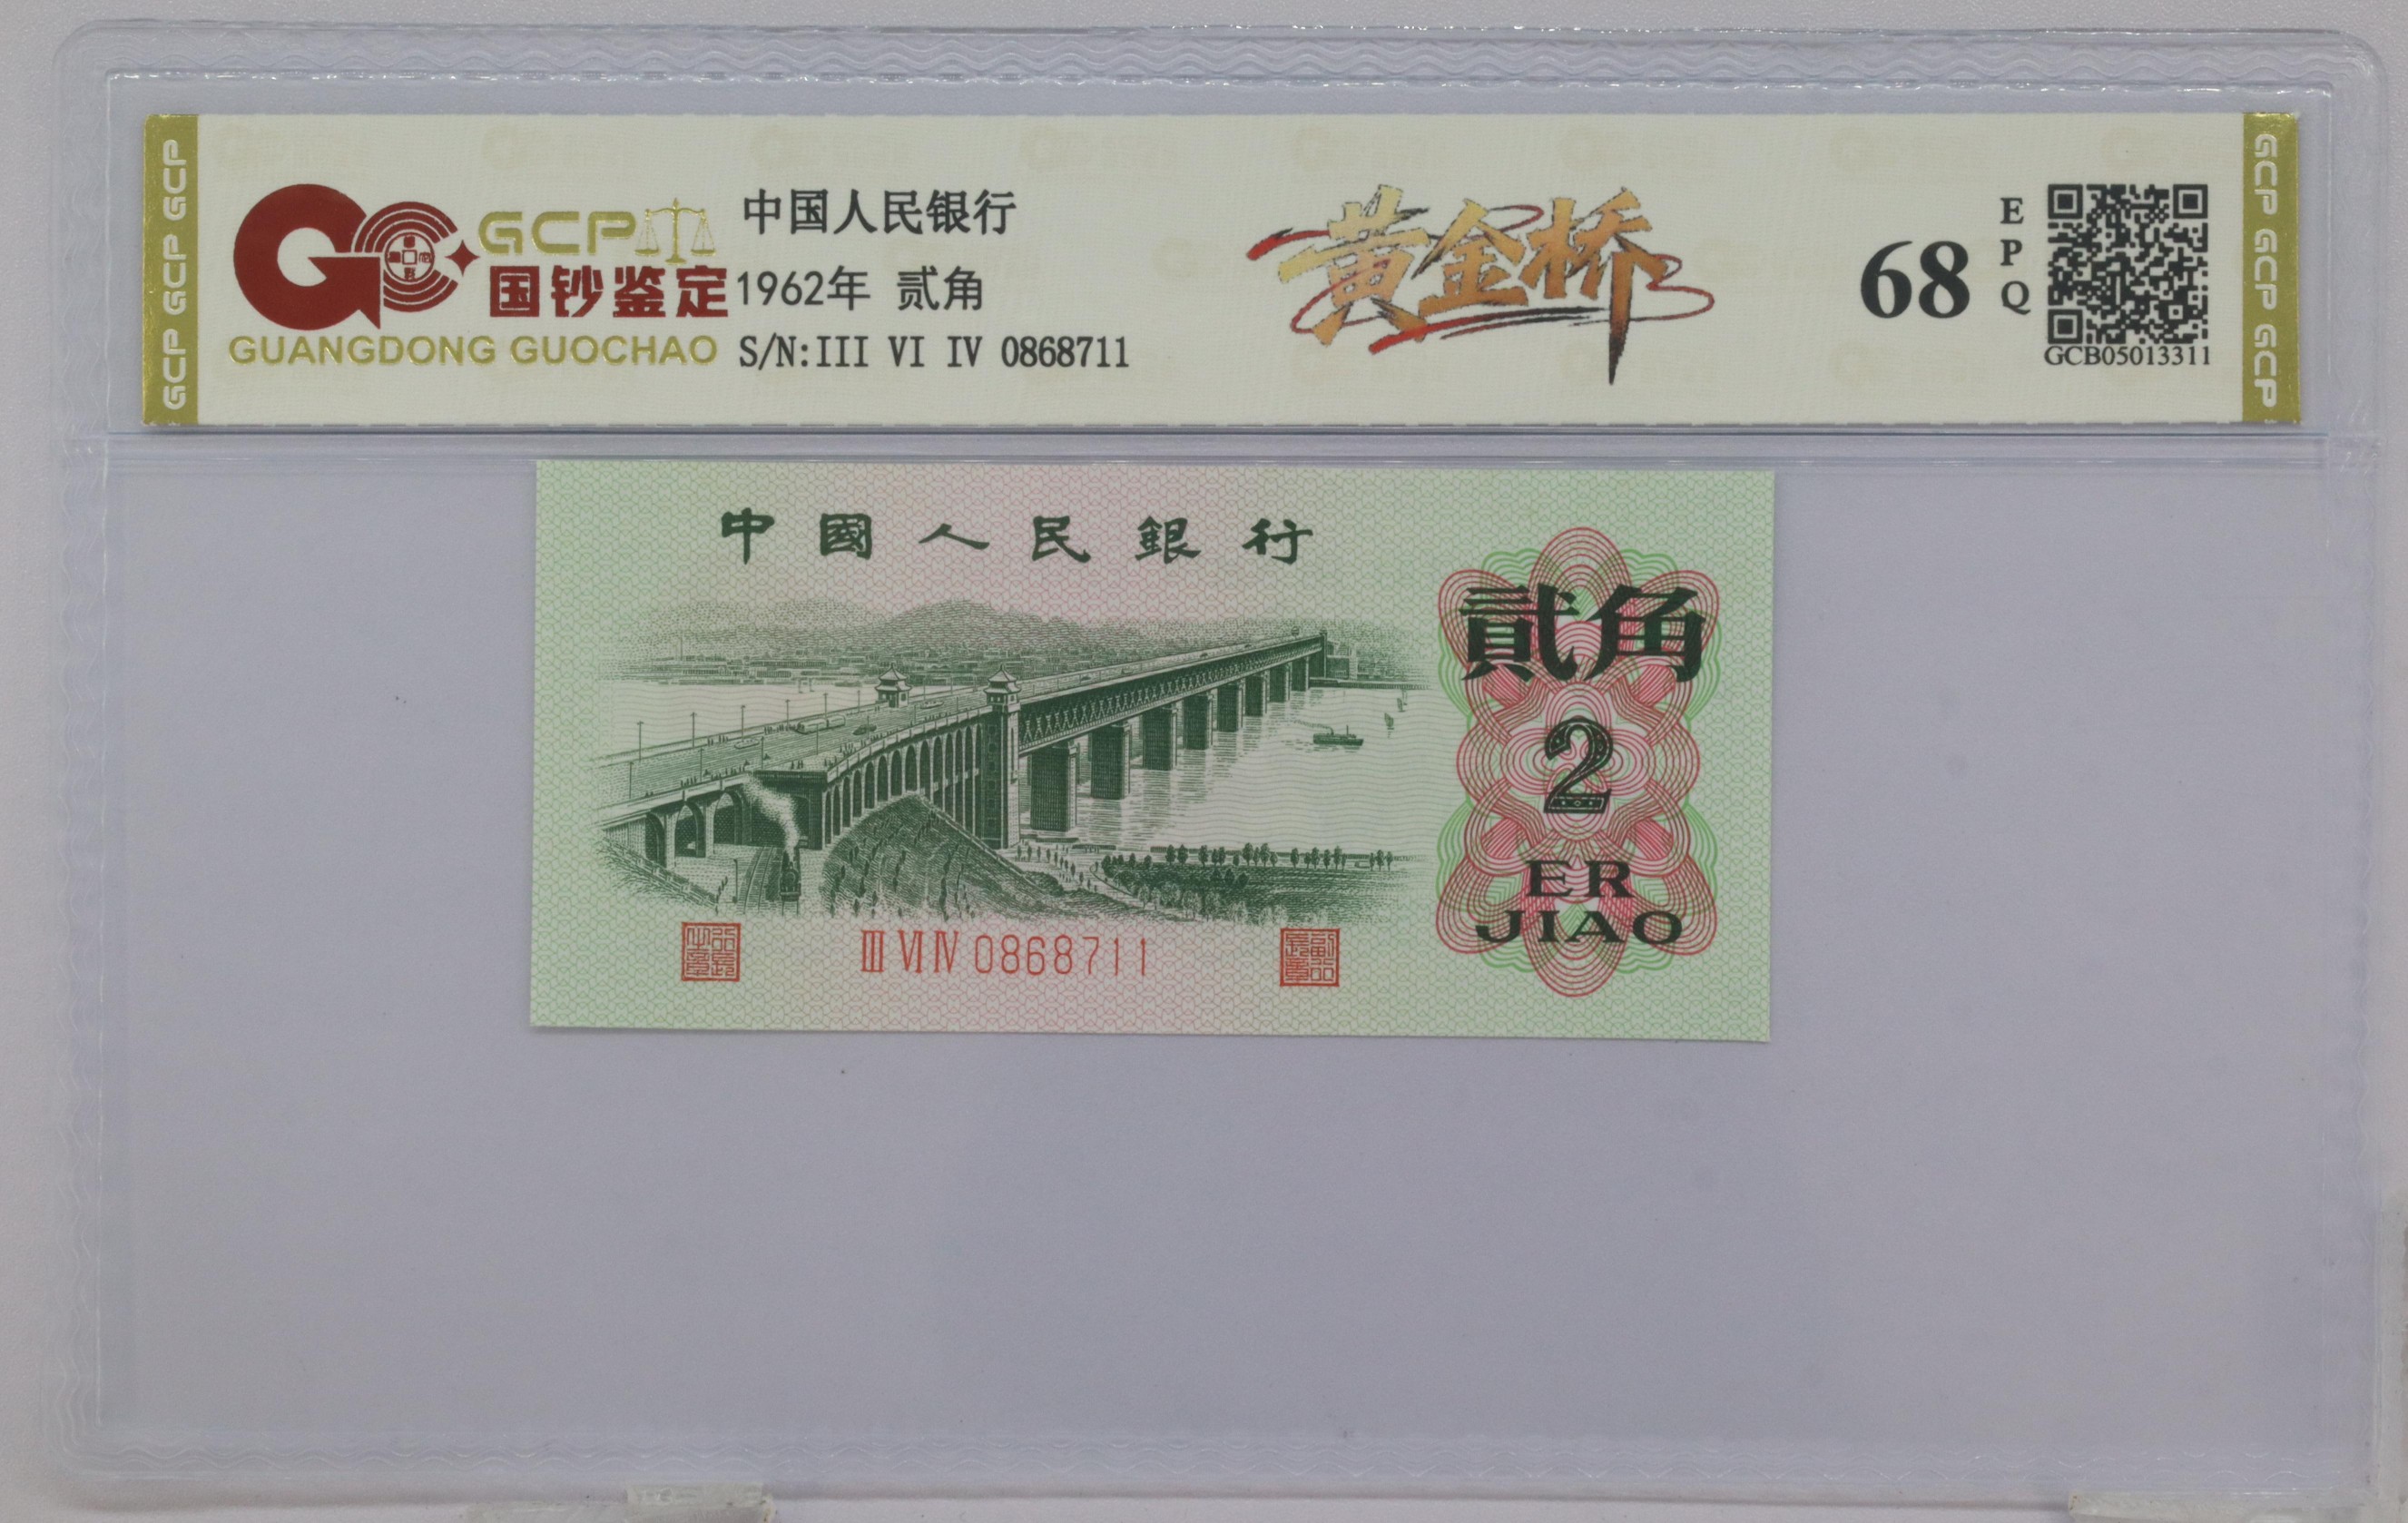 GCP GCP GCP
GCP
国钞鉴定
GUANGDONG GUOCHAO
中国人民银行
1962年 贰角
S/N:III VI IV 0868711
黄金桥
68
EPQ
GCB05013311
GCP GCP GCP
中國人民銀行
貳角
2
ER
JIAO
III VI IV 0868711